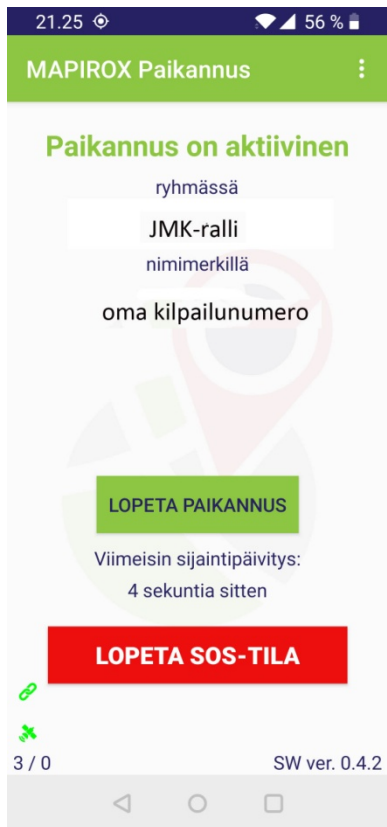 21.25 56 %
MAPIROX Paikannus
Paikannus on aktiivinen
ryhmässä
JMK-ralli
nimimerkillä
oma kilpailunumero
LOPETA PAIKANNUS
Viimeisin sijaintipäivitys:
4 sekuntia sitten
LOPETA SOS-TILA
3 / 0 SW ver. 0.4.2